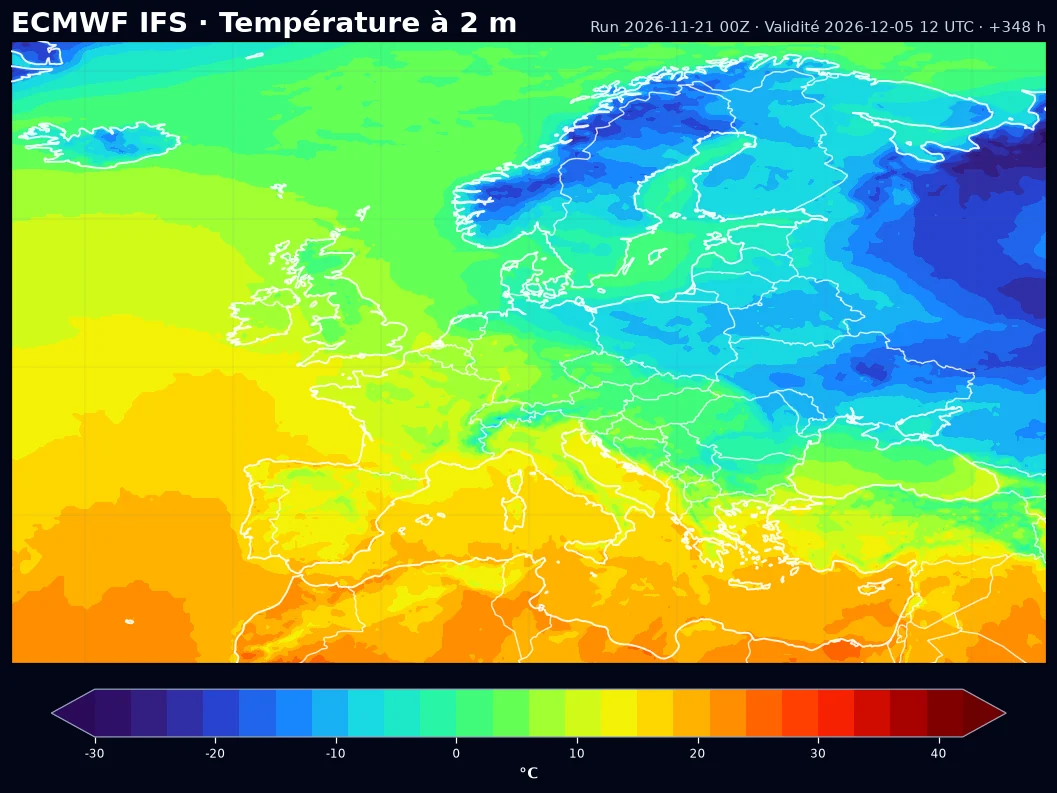 ECMWF IFS · Température à 2 m
Run 2026-11-21 00Z · Validité 2026-12-05 12 UTC · +348 h
-30 -20 -10 0 10 20 30 40
°C